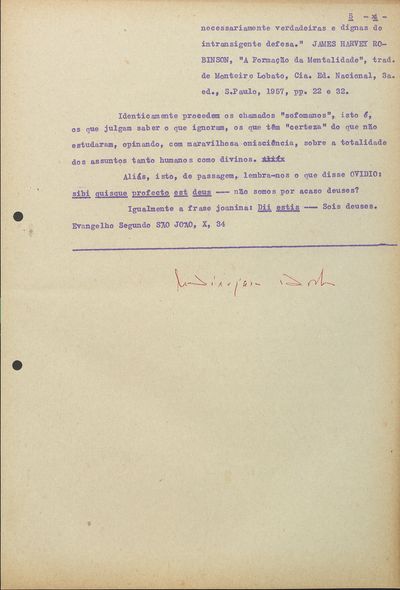 B - xi -
necessariamente verdadeiras e dignas de
intransigente defesa." JAMES HARVEY RO-
BINSON, "A Formação da Mentalidade", trad.
de Monteiro Lobato, Cia. Ed. Nacional, 3a.
ed., S.Paulo, 1957, pp. 22 e 32.
Identicamente procedem os chamados "sofomanos", isto é,
os que julgam saber o que ignoram, os que têm "certeza" do que não
estudaram, opinando, com maravilhosa onisciência, sobre a totalidade
dos assuntos tanto humanos como divinos.
Aliás, isto, de passagem, lembra-nos o que disse OVIDIO:
sibi quisque profecto est deus --- não somos por acaso deuses?
Igualmente a frase joanina: Dii estis --- Sois deuses.
Evangelho Segundo SÃO JOÃO, X, 34